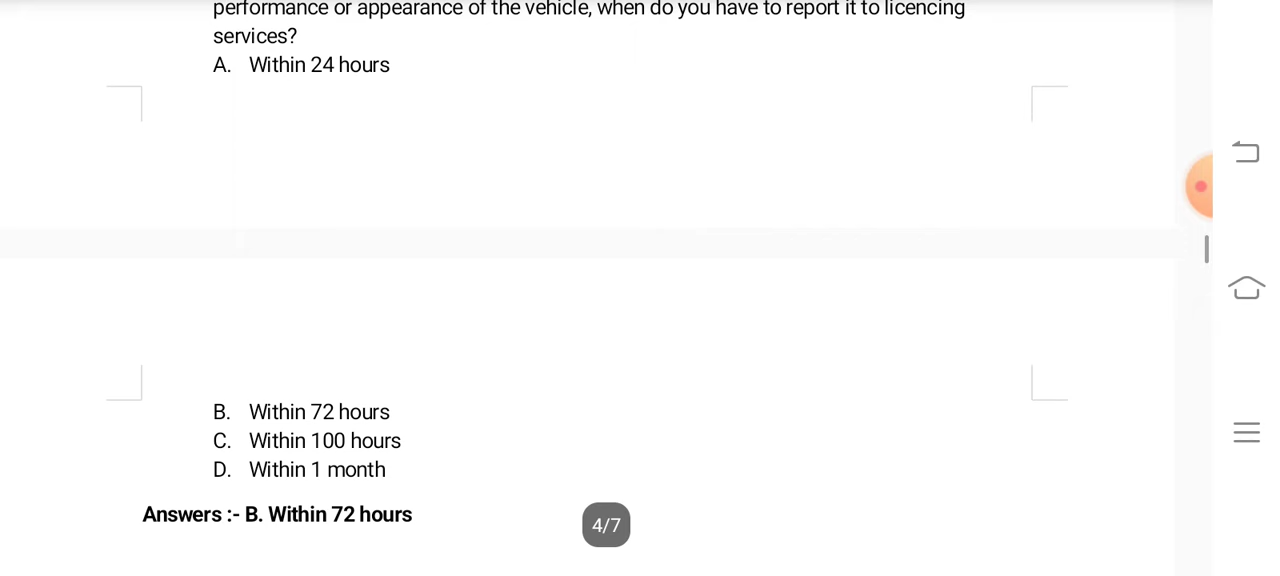 performance or appearance of the vehicle, when do you have to report it to licencing
services?
A. Within 24 hours
B. Within 72 hours
C. Within 100 hours
D. Within 1 month
Answers :- B. Within 72 hours
4/7